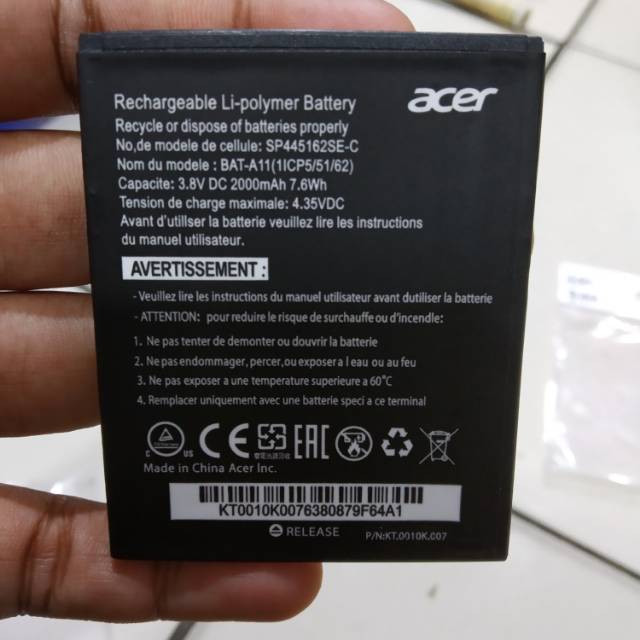 Rechargeable Li-polymer Battery
acer
Recycle or dispose of batteries properly
No,de modele de cellule: SP445162SE-C
Nom du modele : BAT-A11(1ICP5/51/62)
Capacite: 3.8V DC 2000mAh 7.6Wh
Tension de charge maximale: 4.35VDC
Avant d'utiliser la batterie veuillez lire les instructions
du manuel utilisateur.
AVERTISSEMENT :
- Veuillez lire les instructions du manuel utilisateur avant dutiliser la batterie
- ATTENTION: pour reduire le risque de surchauffe ou d'incendle:
1. Ne pas tenter de demonter ou douvrir la batterie
2. Ne pas endommager, percer, ou exposer a l eau ou au feu
3. Ne pas exposer a une temperature superieure a 60°C
4. Remplacer uniquement avec une batterie speci a ce terminal
C US CE EAC
Made in China Acer Inc.
KT0010K0076380879F64A1
RELEASE
P/N:KT.0010K.007